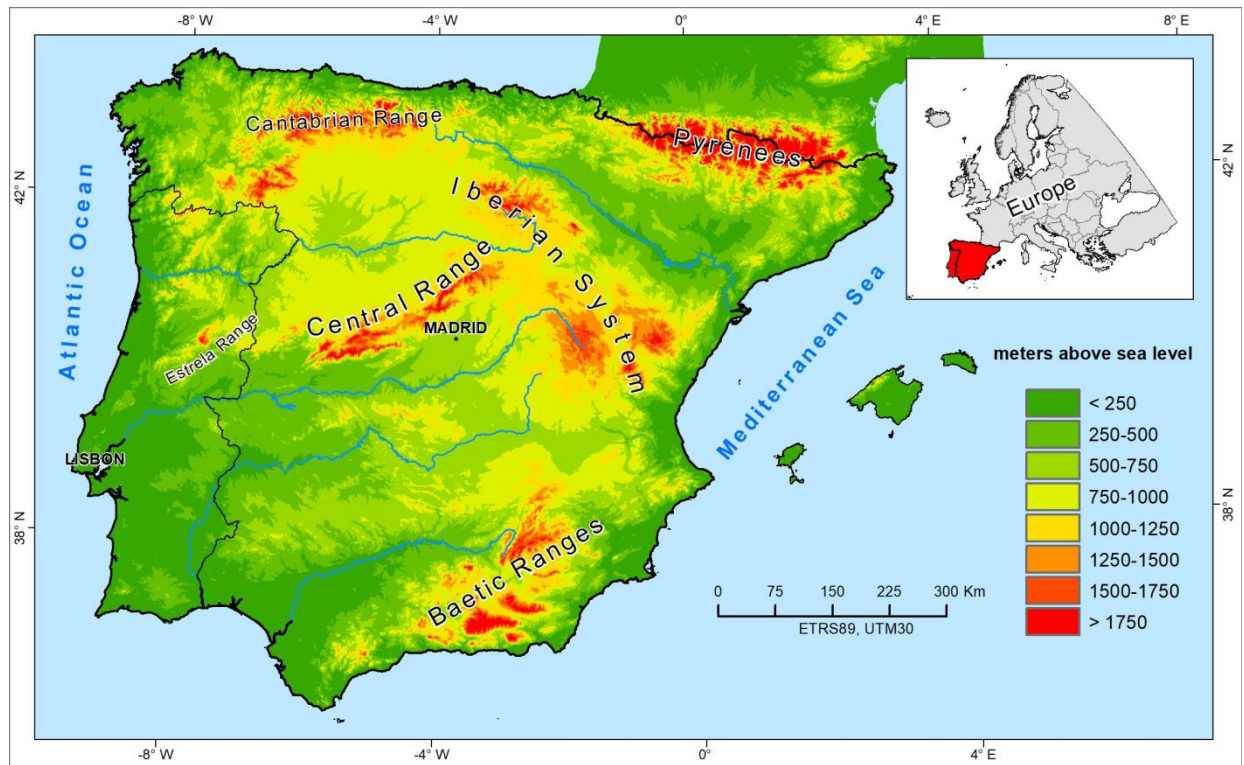 -8° W
-4° W
0°
4° E
8° E
42° N
42° N
38° N
38° N
Atlantic Ocean
Cantabrian Range
Pyrenees
Iberian System
Central Range
MADRID
Estrela Range
LISBON
Baetic Ranges
Mediterranean Sea
Europe
meters above sea level
< 250
250-500
500-750
750-1000
1000-1250
1250-1500
1500-1750
> 1750
0 75 150 225 300 Km
ETRS89, UTM30
-8° W
-4° W
0°
4° E